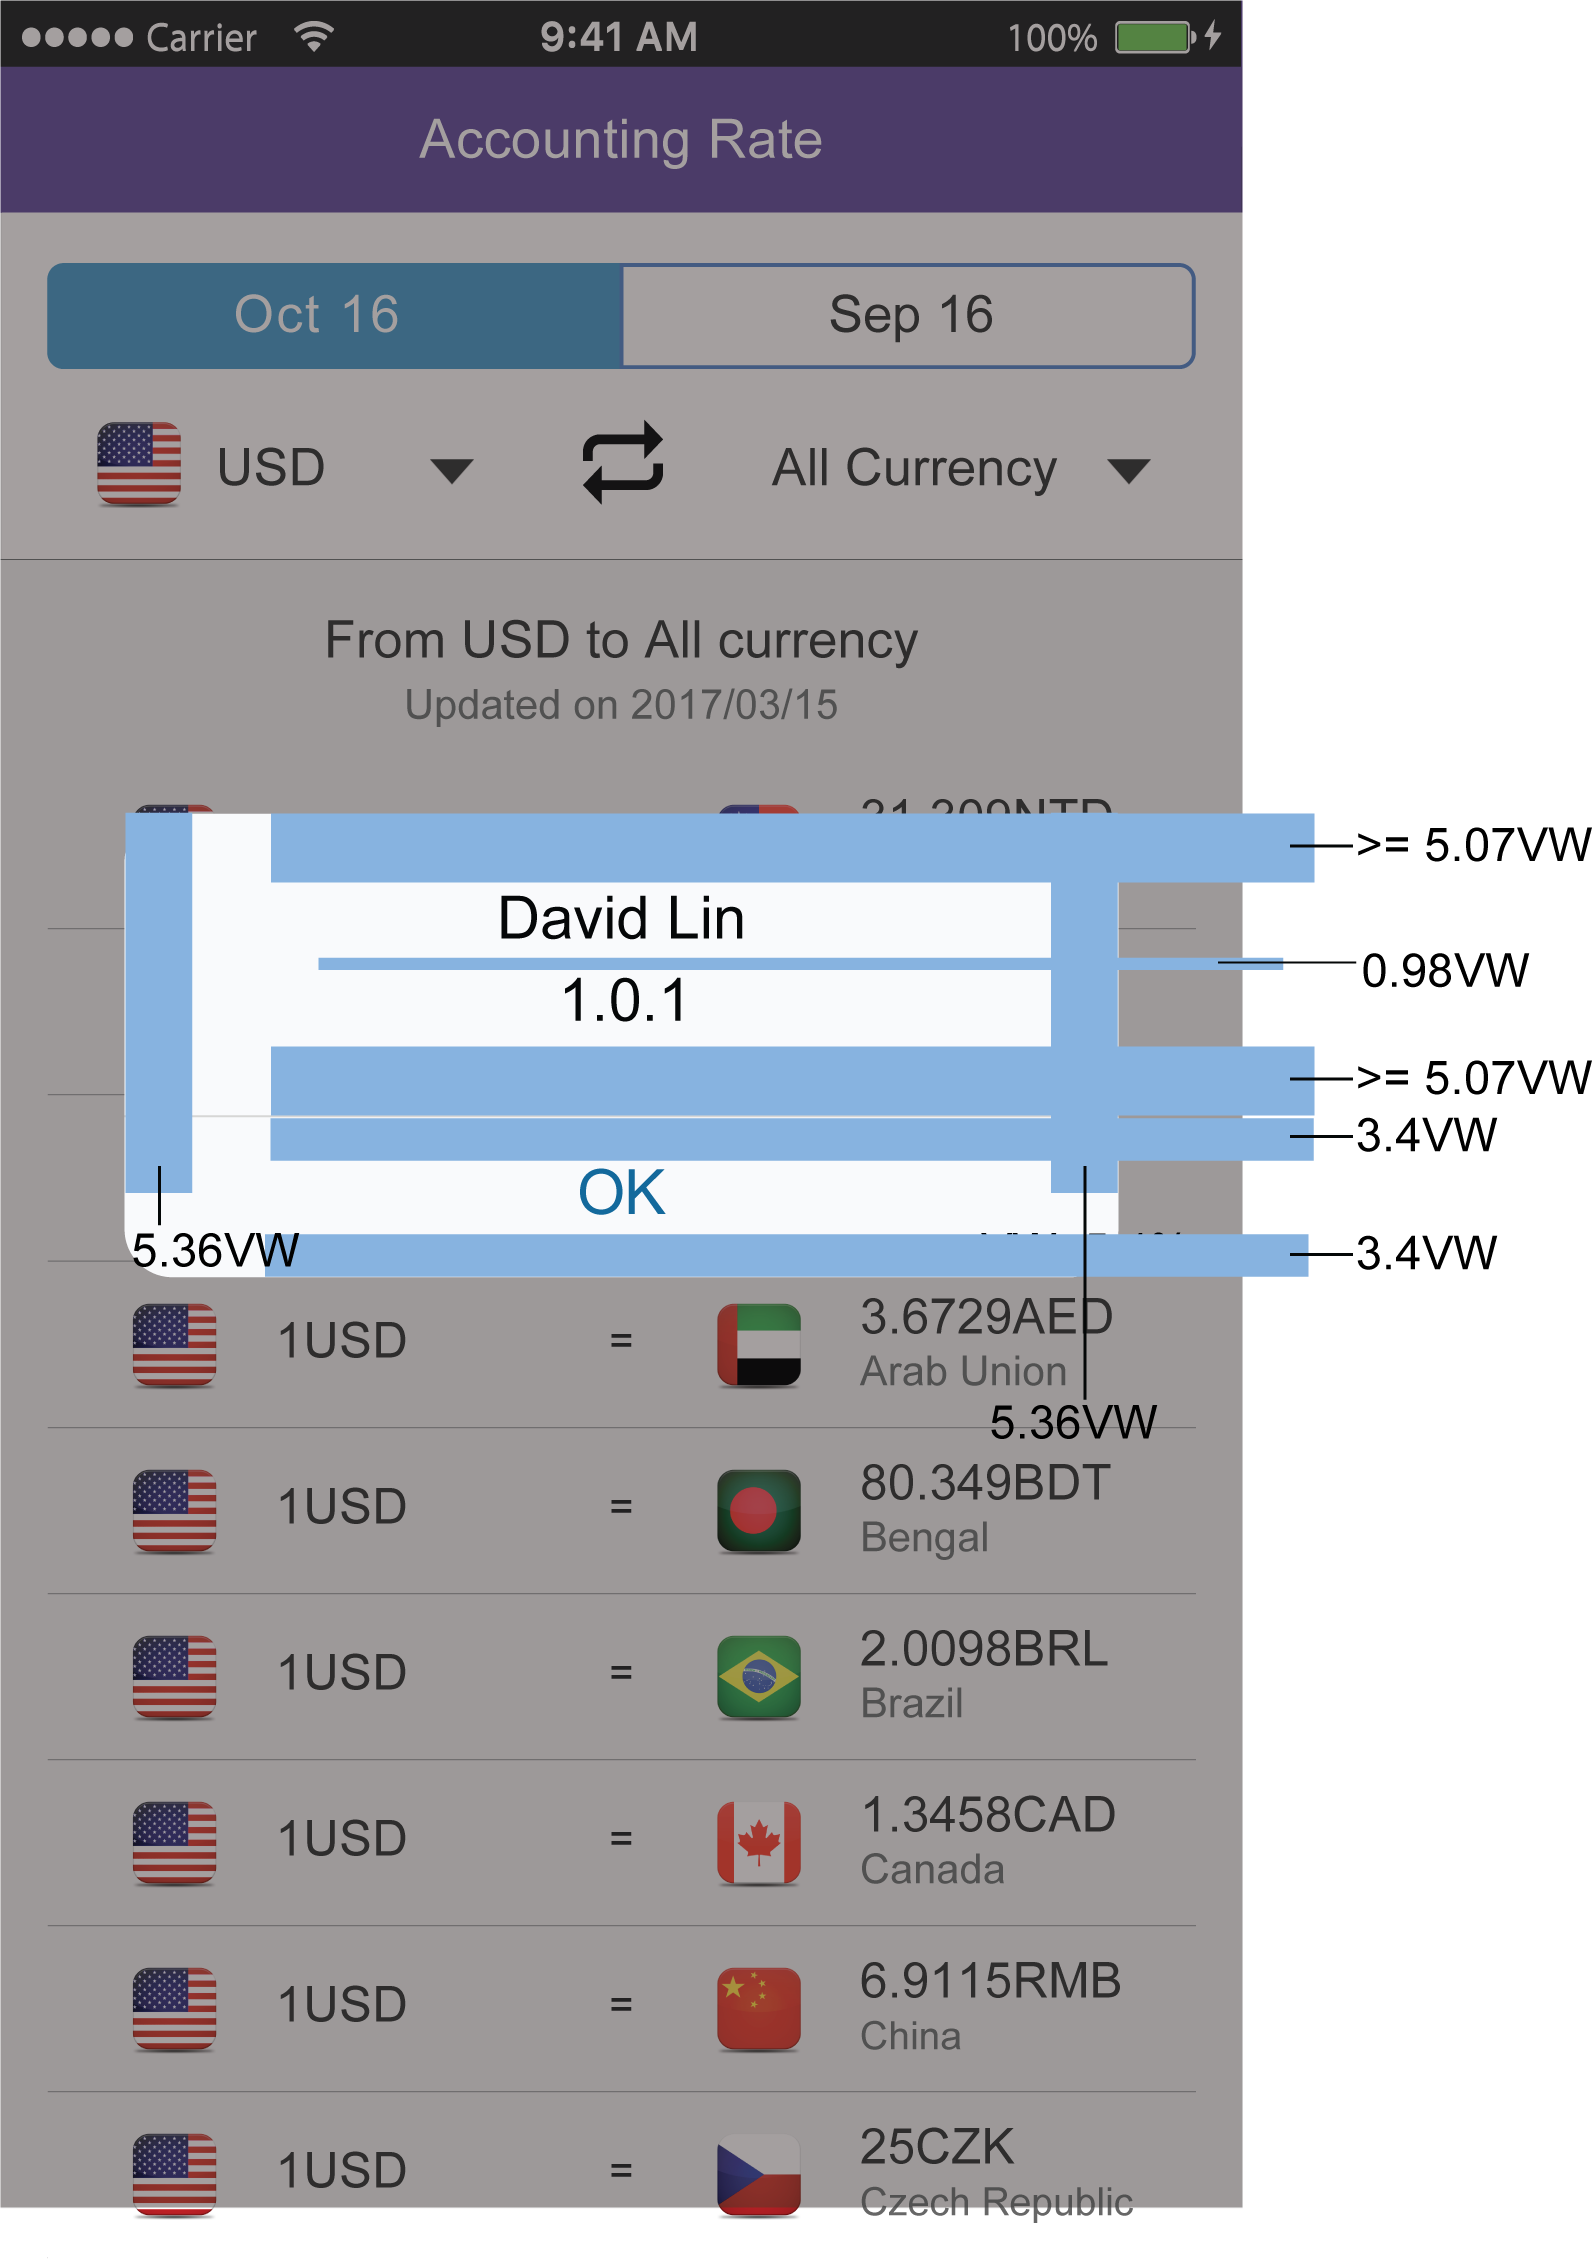 Carrier 9:41 AM 100%
Accounting Rate
Oct 16 Sep 16
USD All Currency
From USD to All currency
Updated on 2017/03/15
>= 5.07VW
David Lin
0.98VW
1.0.1
>= 5.07VW
3.4VW
OK
5.36VW 3.4VW
1USD = 3.6729AED
Arab Union
5.36VW
1USD = 80.349BDT
Bengal
1USD = 2.0098BRL
Brazil
1USD = 1.3458CAD
Canada
1USD = 6.9115RMB
China
1USD = 25CZK
Czech Republic